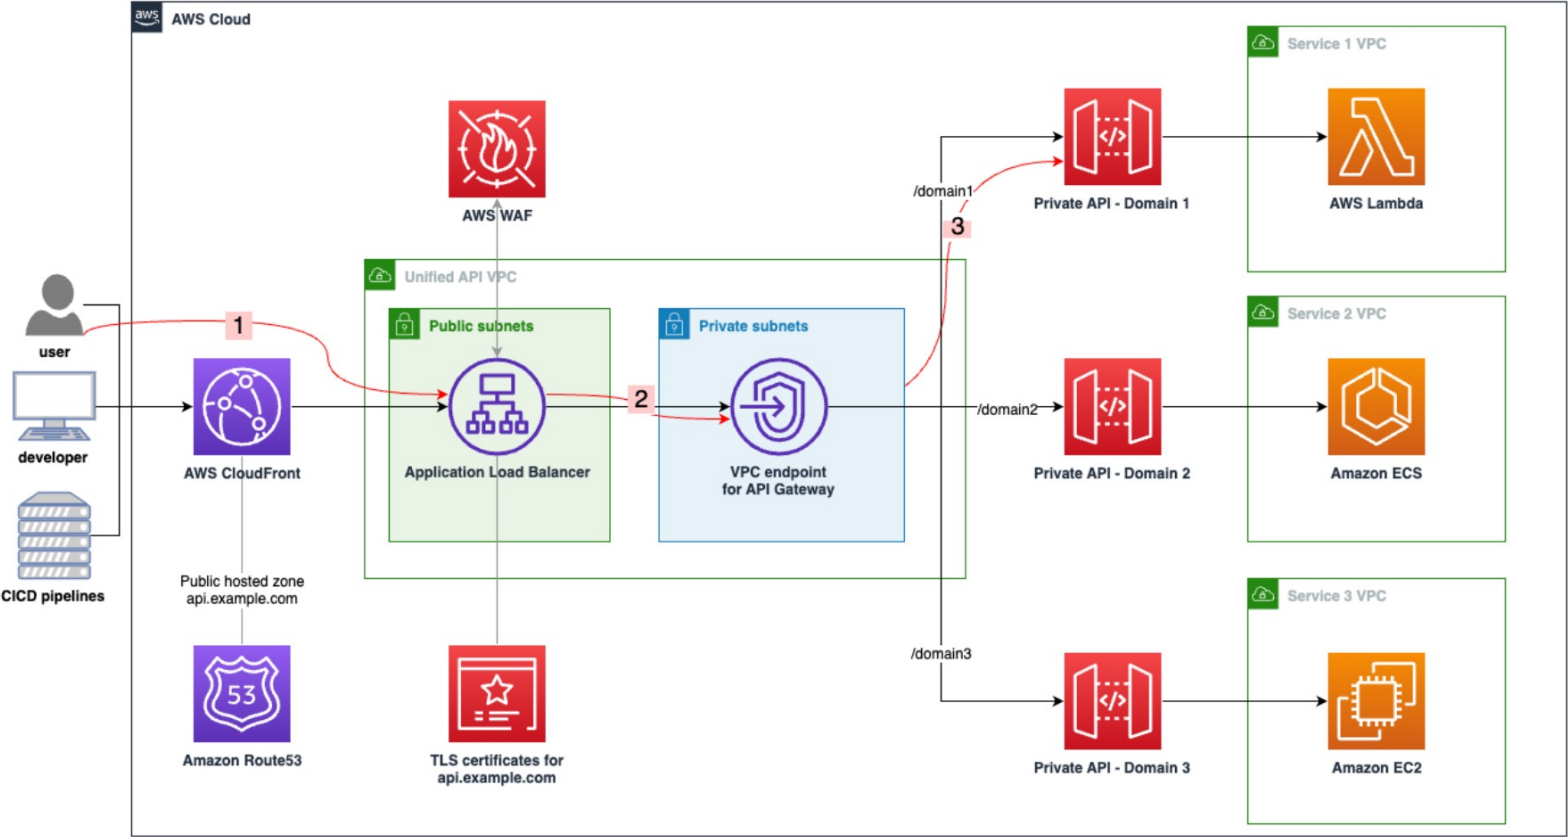 aws
AWS Cloud
Service 1 VPC
AWS WAF
/domain1
Private API - Domain 1
AWS Lambda
3
Unified API VPC
Service 2 VPC
1
Public subnets
Private subnets
user
2
/domain2
developer
AWS CloudFront
Application Load Balancer
VPC endpoint
for API Gateway
Private API - Domain 2
Amazon ECS
Public hosted zone
api.example.com
CICD pipelines
Service 3 VPC
/domain3
53
Amazon Route53
TLS certificates for
api.example.com
Private API - Domain 3
Amazon EC2